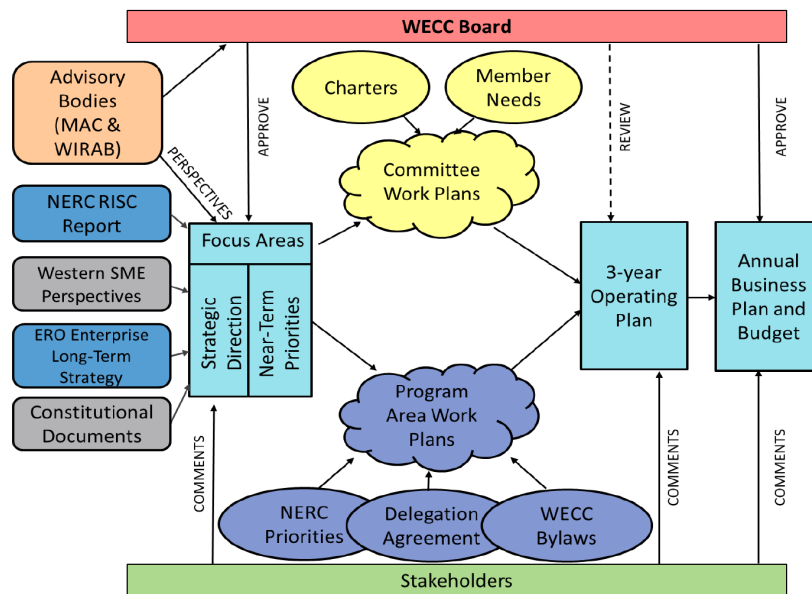 WECC Board
Advisory
Bodies
(MAC &
WIRAB)
Charters
Member
Needs
APPROVE
REVIEW
APPROVE
PERSPECTIVES
Committee
Work Plans
NERC RISC
Report
Focus Areas
Strategic
Direction
Near-Term
Priorities
Western SME
Perspectives
3-year
Operating
Plan
Annual
Business
Plan and
Budget
ERO Enterprise
Long-Term
Strategy
Constitutional
Documents
Program
Area Work
Plans
COMMENTS
COMMENTS
COMMENTS
NERC
Priorities
Delegation
Agreement
WECC
Bylaws
Stakeholders